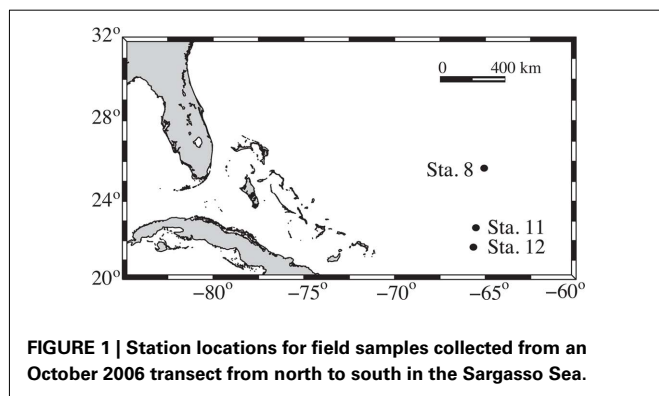 32°
0 400 km
28°
Sta. 8
24°
Sta. 11
Sta. 12
20°
−80° −75° −70° −65° −60°
FIGURE 1 | Station locations for field samples collected from an
October 2006 transect from north to south in the Sargasso Sea.